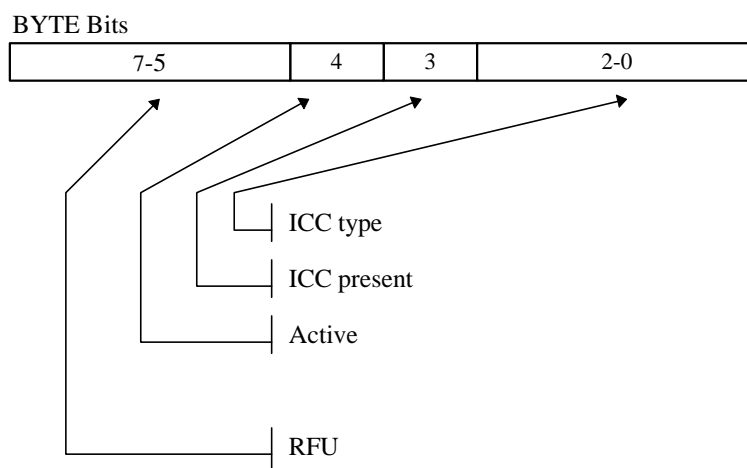 BYTE Bits
7-5 4 3 2-0
ICC type
ICC present
Active
RFU